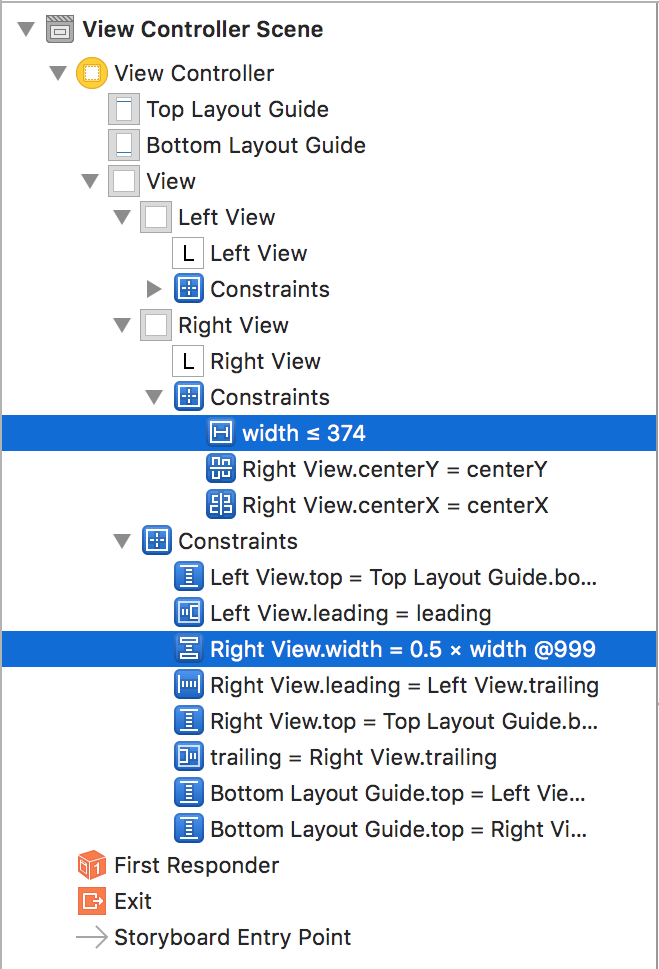 View Controller Scene
View Controller
Top Layout Guide
Bottom Layout Guide
View
Left View
L Left View
Constraints
Right View
L Right View
Constraints
width ≤ 374
Right View.centerY = centerY
Right View.centerX = centerX
Constraints
Left View.top = Top Layout Guide.bo...
Left View.leading = leading
Right View.width = 0.5 × width @999
Right View.leading = Left View.trailing
Right View.top = Top Layout Guide.b...
trailing = Right View.trailing
Bottom Layout Guide.top = Left Vie...
Bottom Layout Guide.top = Right Vi...
1 First Responder
Exit
Storyboard Entry Point